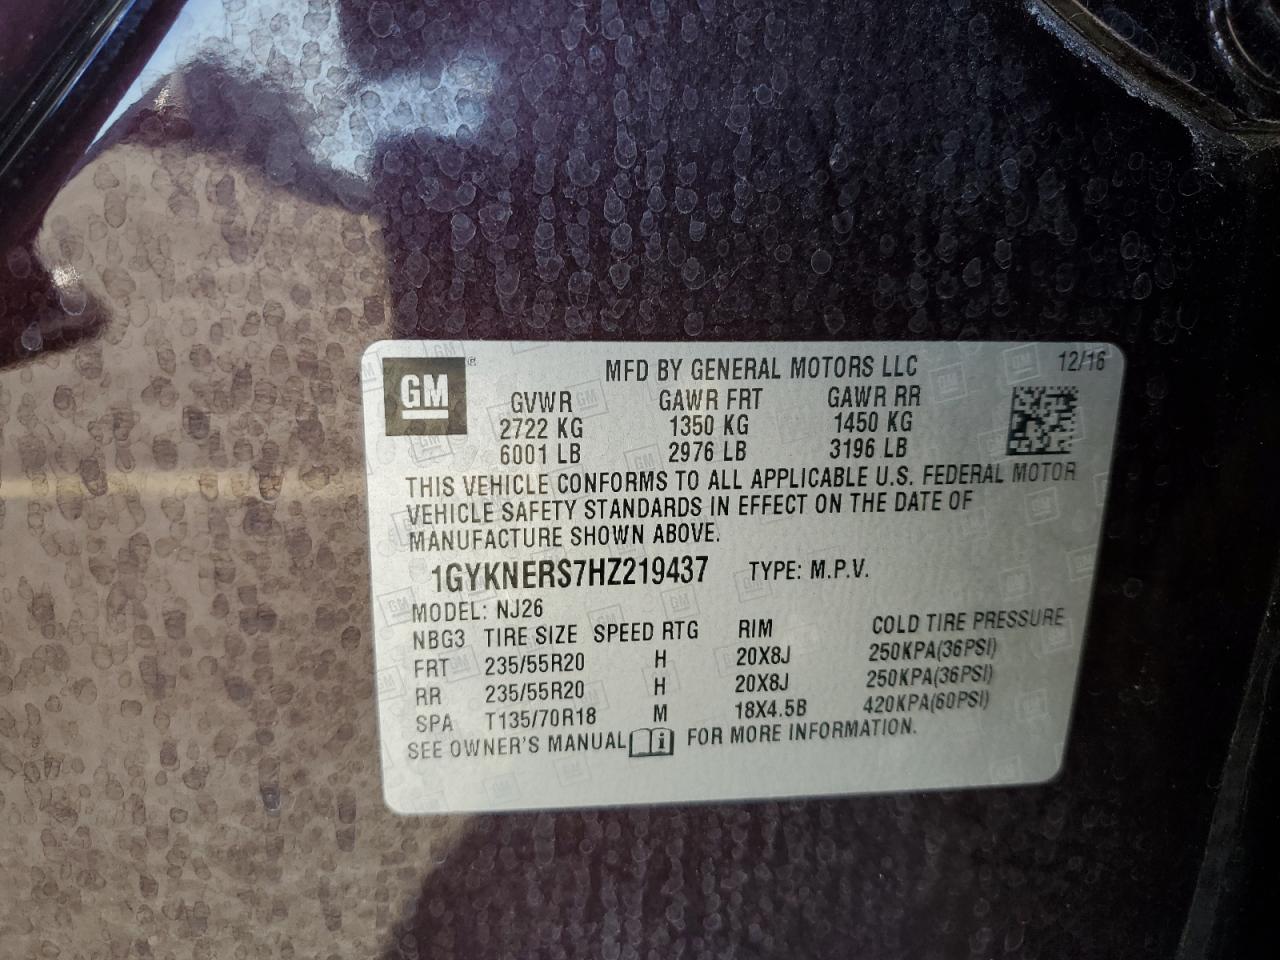 GM
MFD BY GENERAL MOTORS LLC 12/16
GVWR GAWR FRT GAWR RR
2722 KG 1350 KG 1450 KG
6001 LB 2976 LB 3196 LB
THIS VEHICLE CONFORMS TO ALL APPLICABLE U.S. FEDERAL MOTOR
VEHICLE SAFETY STANDARDS IN EFFECT ON THE DATE OF
MANUFACTURE SHOWN ABOVE.
1GYKNERS7HZ219437 TYPE: M.P.V.
MODEL: NJ26
NBG3 TIRE SIZE SPEED RTG RIM COLD TIRE PRESSURE
FRT 235/55R20 H 20X8J 250KPA(36PSI)
RR 235/55R20 H 20X8J 250KPA(36PSI)
SPA T135/70R18 M 18X4.5B 420KPA(60PSI)
SEE OWNER'S MANUAL i FOR MORE INFORMATION.